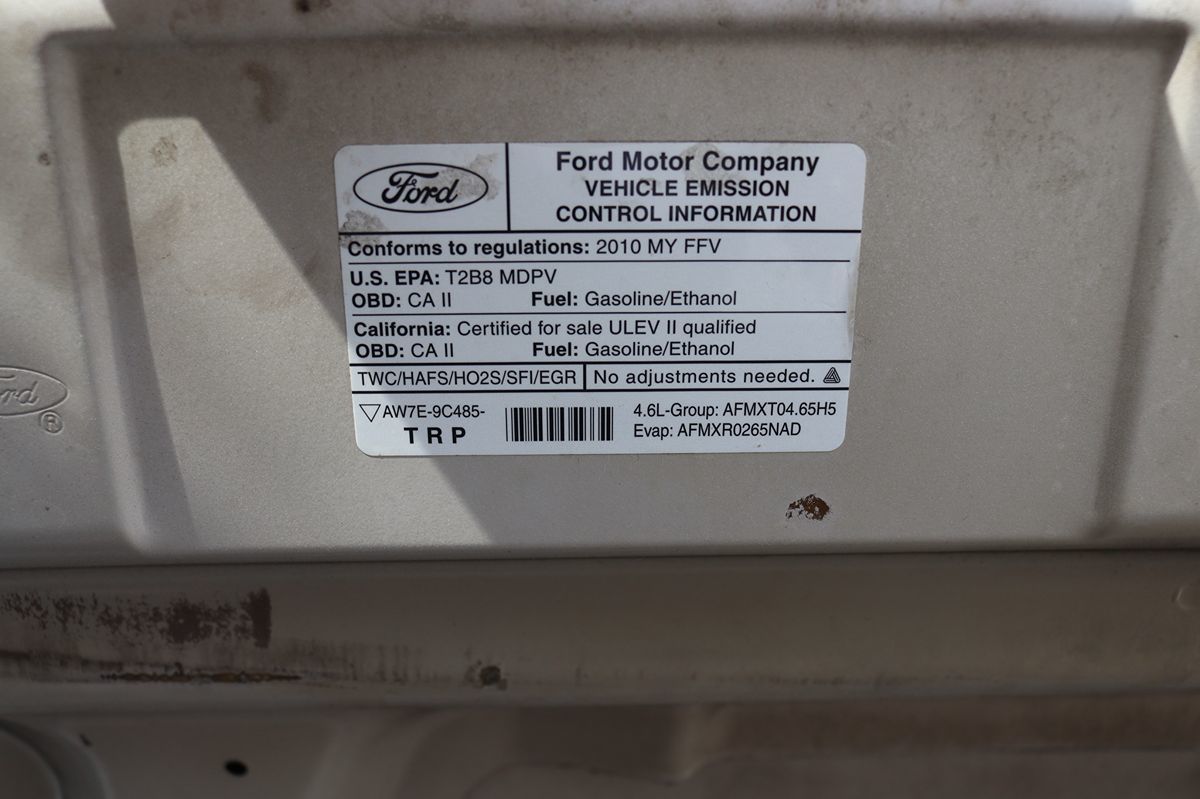 Ford
Ford Motor Company
VEHICLE EMISSION
CONTROL INFORMATION
Conforms to regulations: 2010 MY FFV
U.S. EPA: T2B8 MDPV
OBD: CA II Fuel: Gasoline/Ethanol
California: Certified for sale ULEV II qualified
OBD: CA II Fuel: Gasoline/Ethanol
TWC/HAFS/HO2S/SFI/EGR No adjustments needed.
AW7E-9C485- 4.6L-Group: AFMXT04.65H5
TRP Evap: AFMXR0265NAD
ord ®